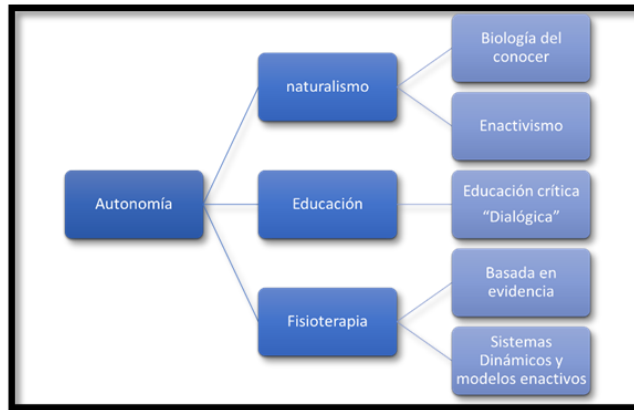 Autonomía
naturalismo
Biología del
conocer
Enactivismo
Educación
Educación crítica
“Dialógica”
Fisioterapia
Basada en
evidencia
Sistemas
Dinámicos y
modelos enactivos